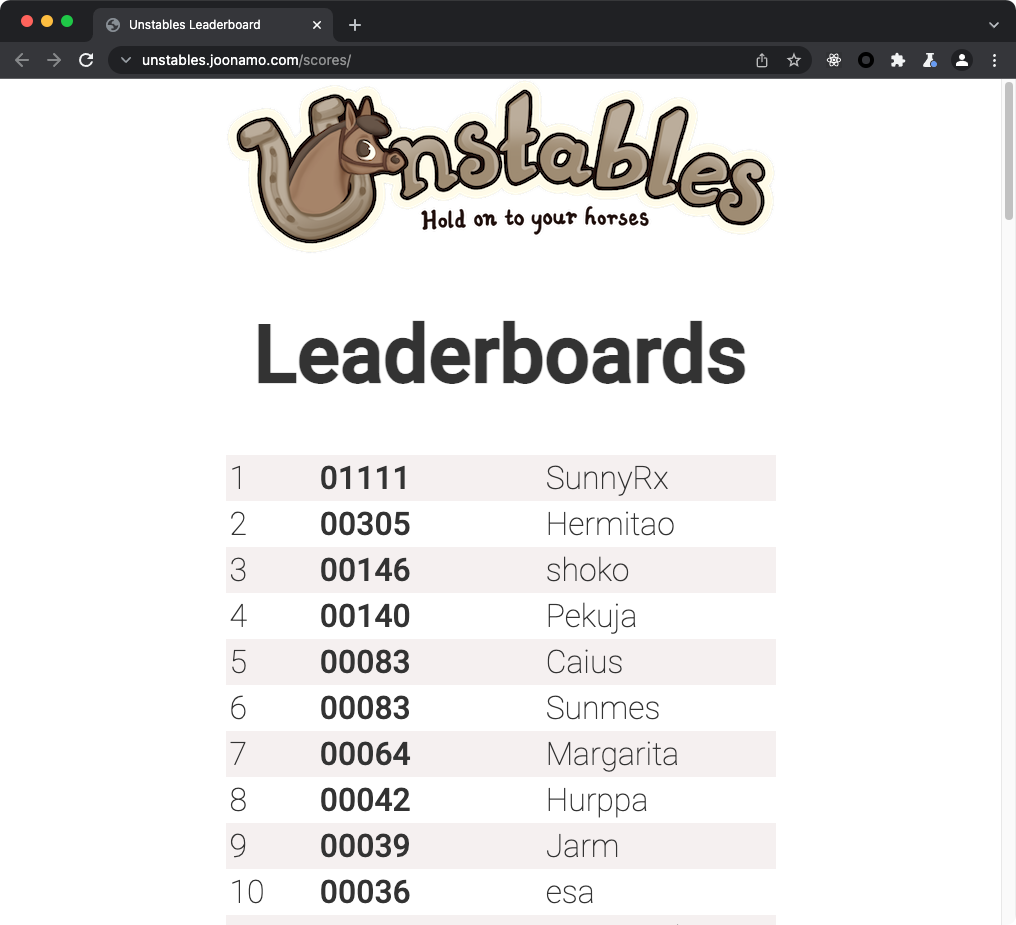 Unstables Leaderboard
unstables.joonamo.com/scores/
Unstables
Hold on to your horses
Leaderboards
1 01111 SunnyRx
2 00305 Hermitao
3 00146 shoko
4 00140 Pekuja
5 00083 Caius
6 00083 Sunmes
7 00064 Margarita
8 00042 Hurppa
9 00039 Jarm
10 00036 esa